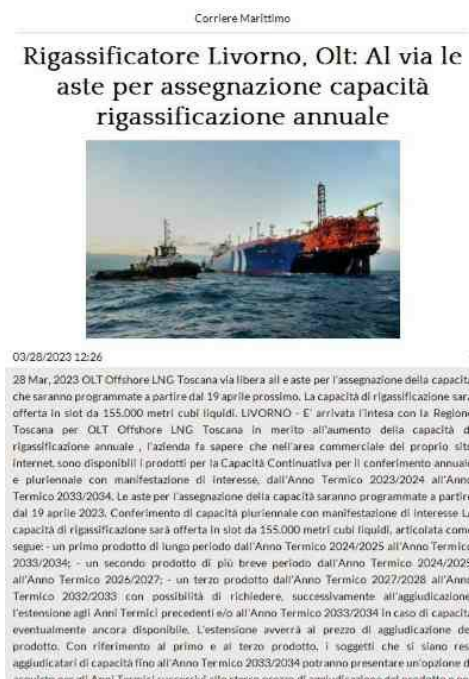 Corriere Marittimo
Rigassificatore Livorno, Olt: Al via le
aste per assegnazione capacità
rigassificazione annuale
03/28/2023 12:26
28 Mar, 2023 OLT Offshore LNG Toscana via libera all e aste per l'assegnazione della capacità
che saranno programmate a partire dal 19 aprile prossimo. La capacità di rigassificazione sarà
offerta in slot da 155.000 metri cubi liquidi. LIVORNO - E' arrivata l'intesa con la Regione
Toscana per OLT Offshore LNG Toscana in merito all'aumento della capacità di
rigassificazione annuale , l'azienda fa sapere che nell'area commerciale del proprio sito
internet, sono disponibili i prodotti per la Capacità Continuativa per il conferimento annuale
e pluriennale con manifestazione di interesse, dall'Anno Termico 2023/2024 all'Anno
Termico 2033/2034. Le aste per l'assegnazione della capacità saranno programmate a partire
dal 19 aprile 2023. Conferimento di capacità pluriennale con manifestazione di interesse La
capacità di rigassificazione sarà offerta in slot da 155.000 metri cubi liquidi, articolata come
segue: - un primo prodotto di lungo periodo dall'Anno Termico 2024/2025 all'Anno Termico
2033/2034; - un secondo prodotto di più breve periodo dall'Anno Termico 2024/2025
all'Anno Termico 2026/2027; - un terzo prodotto dall'Anno Termico 2027/2028 all'Anno
Termico 2032/2033 con possibilità di richiedere, successivamente all'aggiudicazione,
l'estensione agli Anni Termici precedenti e/o all'Anno Termico 2033/2034 in caso di capacità
eventualmente ancora disponibile. L'estensione avverrà al prezzo di aggiudicazione del
prodotto. Con riferimento al primo e al terzo prodotto, i soggetti che si siano resi
aggiudicatari di capacità fino all'Anno Termico 2033/2034 potranno presentare un'opzione di